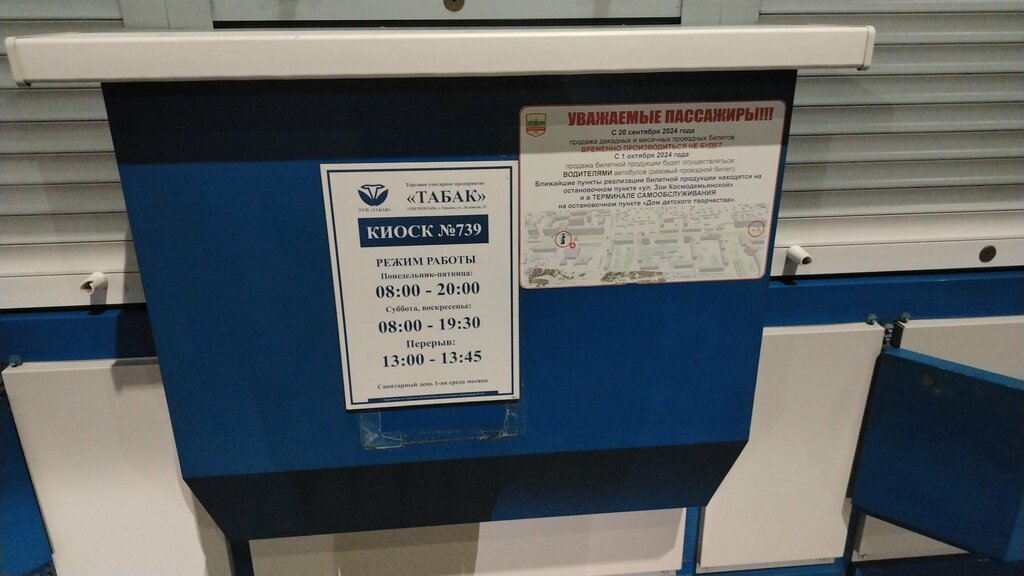 Торговое унитарное предприятие
«ТАБАК»
ТУП «ТАБАК»
КИОСК №739
РЕЖИМ РАБОТЫ
Понедельник-пятница:
08:00 - 20:00
Суббота, воскресенье:
08:00 - 19:30
Перерыв:
13:00 - 13:45
Санитарный день 1-ая среда месяца
УВАЖАЕМЫЕ ПАССАЖИРЫ!!!
С 20 сентября 2024 года
продажа декадных и месячных проездных билетов
ВРЕМЕННО ПРОИЗВОДИТЬСЯ НЕ БУДЕТ
С 1 октября 2024 года
продажа билетной продукции будет осуществляться
ВОДИТЕЛЯМИ автобусов (разовый проездной билет).
Ближайшие пункты реализации билетной продукции находятся на
остановочном пункте «ул. Зои Космодемьянской»
и в ТЕРМИНАЛЕ САМООБСЛУЖИВАНИЯ
на остановочном пункте «Дом детского творчества».